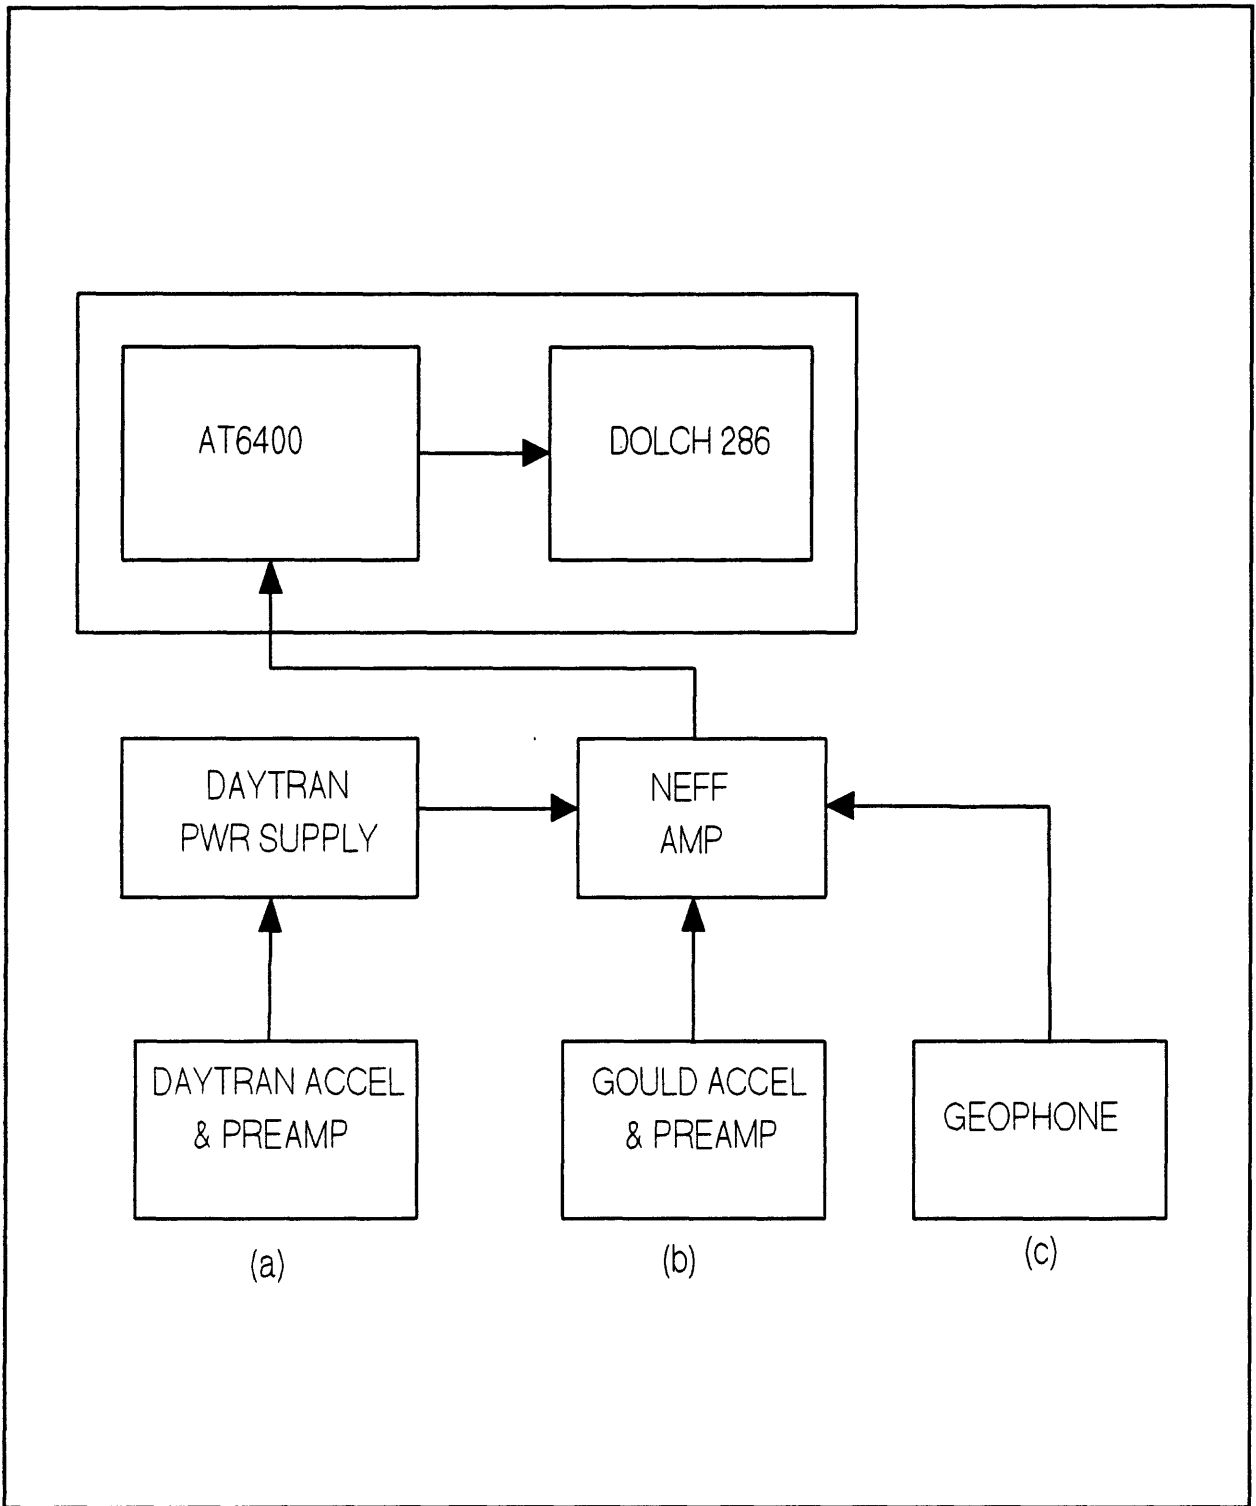 AT6400
DOLCH 286
DAYTRAN
PWR SUPPLY
NEFF
AMP
DAYTRAN ACCEL
& PREAMP
GOULD ACCEL
& PREAMP
GEOPHONE
(a)
(b)
(c)